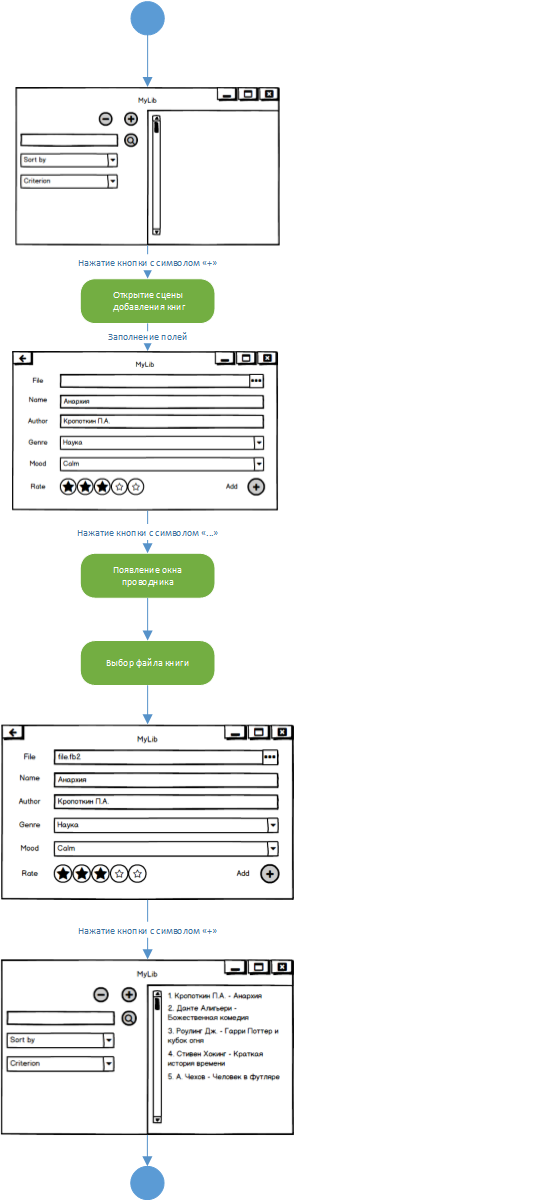 MyLib
Sort by
Criterion
Нажатие кнопки с символом «+»
Открытие сцены
добавления книг
Заполнение полей
MyLib
File
Name Анархия
Author Кропоткин П.А.
Genre Наука
Mood Calm
Rate Add
Нажатие кнопки с символом «...»
Появление окна
проводника
Выбор файла книги
MyLib
File file.fb2
Name Анархия
Author Кропоткин П.А.
Genre Наука
Mood Calm
Rate Add
Нажатие кнопки с символом «+»
MyLib
Sort by
Criterion
1. Кропоткин П.А. - Анархия
2. Данте Алигьери -
Божественная комедия
3. Роулинг Дж. - Гарри Поттер и
кубок огня
4. Стивен Хокинг - Краткая
история времени
5. А. Чехов - Человек в футляре